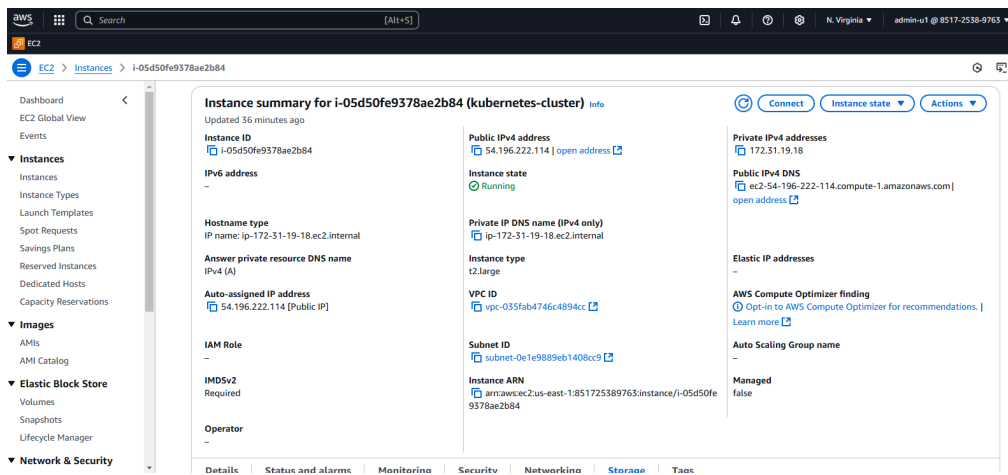 aws
Search [Alt+S]
N. Virginia ▼ admin-u1 @ 8517-2538-9763 ▼
EC2
EC2 > Instances > i-05d50fe9378ae2b84
Dashboard
EC2 Global View
Events
▼ Instances
Instances
Instance Types
Launch Templates
Spot Requests
Savings Plans
Reserved Instances
Dedicated Hosts
Capacity Reservations
▼ Images
AMIs
AMI Catalog
▼ Elastic Block Store
Volumes
Snapshots
Lifecycle Manager
▼ Network & Security
Instance summary for i-05d50fe9378ae2b84 (kubernetes-cluster) Info
Updated 36 minutes ago
Connect
Instance state ▼
Actions ▼
Instance ID
i-05d50fe9378ae2b84
Public IPv4 address
54.196.222.114 | open address
Private IPv4 addresses
172.31.19.18
IPv6 address
–
Instance state
Running
Public IPv4 DNS
ec2-54-196-222-114.compute-1.amazonaws.com |
open address
Hostname type
IP name: ip-172-31-19-18.ec2.internal
Private IP DNS name (IPv4 only)
ip-172-31-19-18.ec2.internal
Answer private resource DNS name
IPv4 (A)
Instance type
t2.large
Elastic IP addresses
–
Auto-assigned IP address
54.196.222.114 [Public IP]
VPC ID
vpc-035fab4746c4894cc
AWS Compute Optimizer finding
Opt-in to AWS Compute Optimizer for recommendations. |
Learn more
IAM Role
–
Subnet ID
subnet-0e1e9889eb1408cc9
Auto Scaling Group name
–
IMDSv2
Required
Instance ARN
arn:aws:ec2:us-east-1:851725389763:instance/i-05d50fe
9378ae2b84
Managed
false
Operator
–
Details
Status and alarms
Monitoring
Security
Networking
Storage
Tags